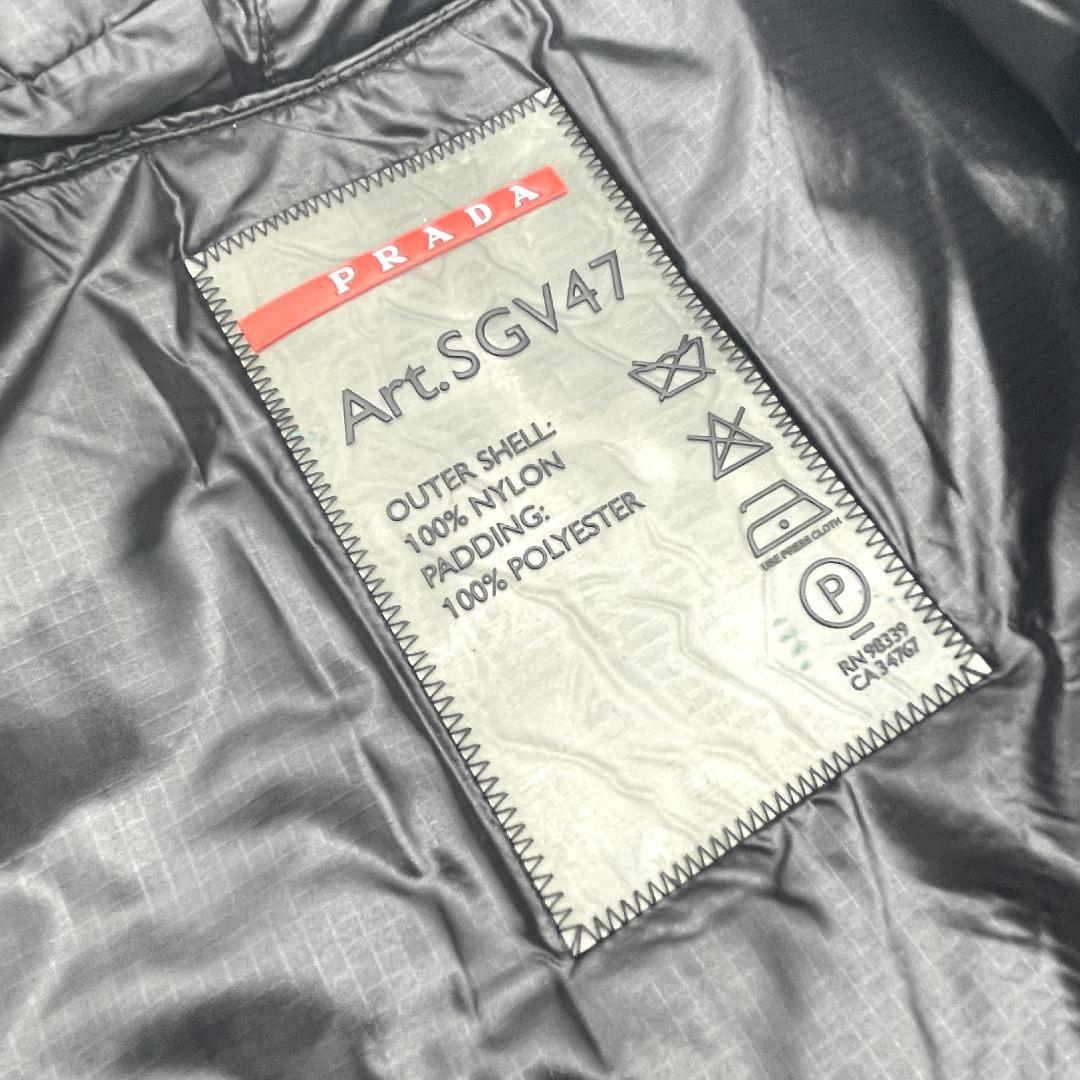 PRADA
Art.SGV47
OUTER SHELL:
100% NYLON
PADDING:
100% POLYESTER
USE PRESS CLOTH
P
RN 98339
CA 34767